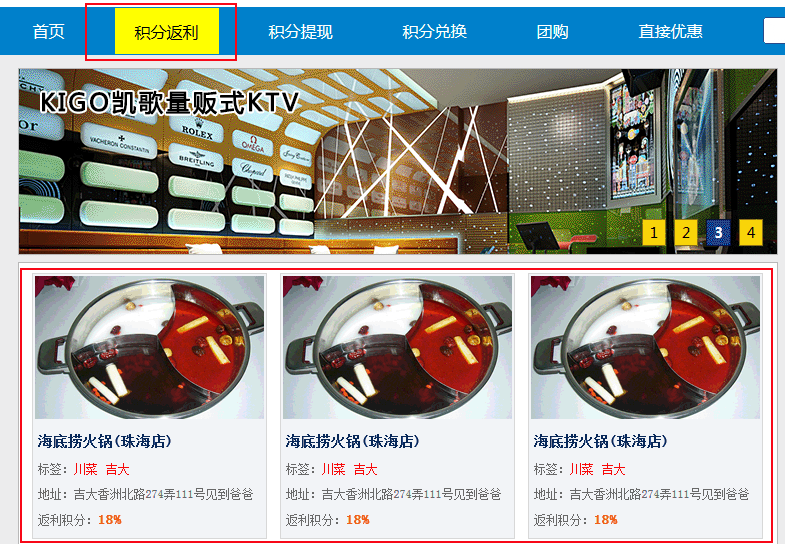 首页 积分返利 积分提现 积分兑换 团购 直接优惠
KIGO凯歌量贩式KTV
ROLEX
VACHERON CONSTANTIN
OMEGA
BREITLING
Chopard
1 2 3 4
海底捞火锅(珠海店) 海底捞火锅(珠海店) 海底捞火锅(珠海店)
标签：川菜 吉大 标签：川菜 吉大 标签：川菜 吉大
地址：吉大香洲北路274弄111号见到爸爸 地址：吉大香洲北路274弄111号见到爸爸 地址：吉大香洲北路274弄111号见到爸爸
返利积分：18% 返利积分：18% 返利积分：18%